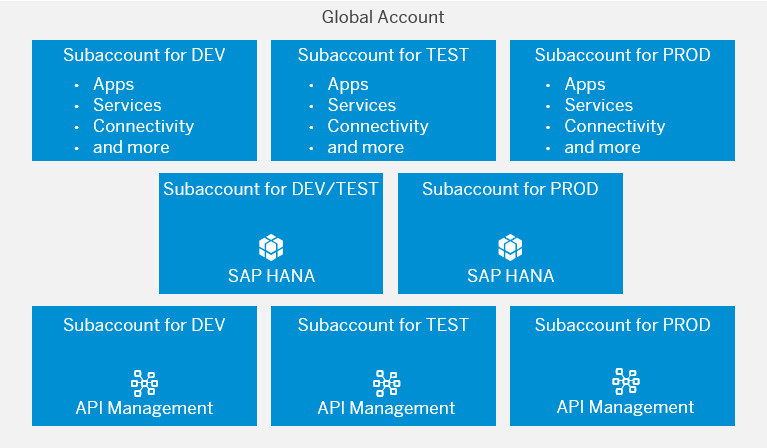 Global Account
Subaccount for DEV
• Apps
• Services
• Connectivity
• and more
Subaccount for TEST
• Apps
• Services
• Connectivity
• and more
Subaccount for PROD
• Apps
• Services
• Connectivity
• and more
Subaccount for DEV/TEST
SAP HANA
Subaccount for PROD
SAP HANA
Subaccount for DEV
API Management
Subaccount for TEST
API Management
Subaccount for PROD
API Management